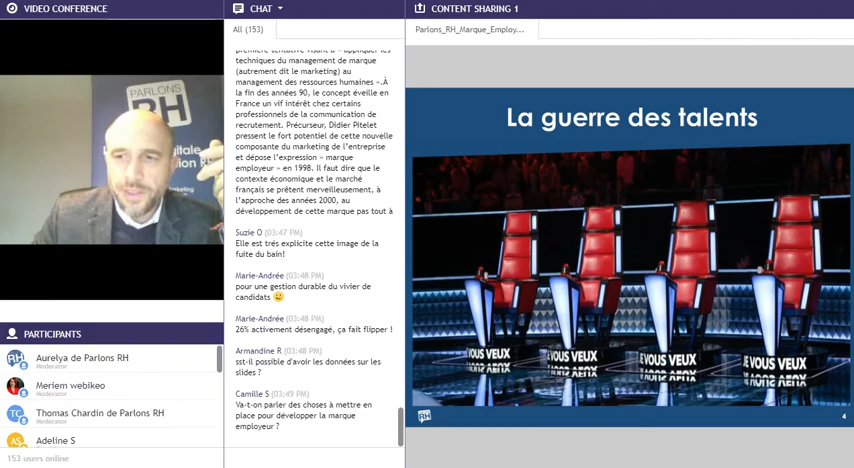 VIDEO CONFERENCE
PARLONS
RH
PARTICIPANTS
RH
Aurelya de Parlons RH
Moderator
Meriem webikeo
Moderator
TC
Thomas Chardin de Parlons RH
Moderator
AS
Adeline S
153 users online
CHAT
All (153)
première tentative visant à « appliquer les
techniques du management de marque
(autrement dit le marketing) au
management des ressources humaines ».À
la fin des années 90, le concept éveille en
France un vif intérêt chez certains
professionnels de la communication de
recrutement. Précurseur, Didier Pitelet
pressent le fort potentiel de cette nouvelle
composante du marketing de l'entreprise
et dépose l'expression « marque
employeur » en 1998. Il faut dire que le
contexte économique et le marché
français se prêtent merveilleusement, à
l'approche des années 2000, au
développement de cette marque pas tout à
Suzie O (03:47 PM)
Elle est trés explicite cette image de la
fuite du bain!
Marie-Andrée (03:48 PM)
pour une gestion durable du vivier de
candidats
Marie-Andrée (03:48 PM)
26% activement désengagé, ça fait flipper !
Armandine R (03:48 PM)
sst-il possible d'avoir les données sur les
slides ?
Camille S (03:49 PM)
Va-t-on parler des choses à mettre en
place pour développer la marque
employeur ?
CONTENT SHARING 1
Parlons_RH_Marque_Employ...
La guerre des talents
JE VOUS VEUX
JE VOUS VEUX
JE VOUS VEUX
JE VOUS VEUX
RH
4